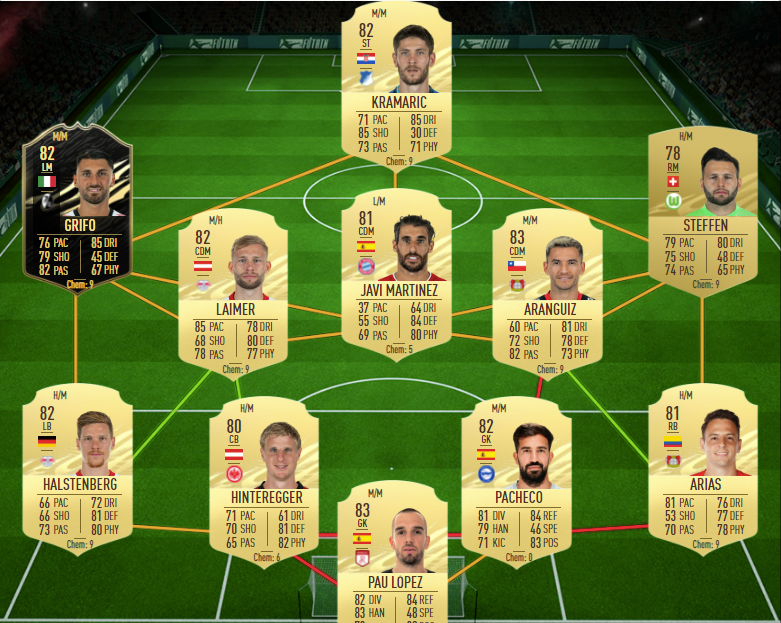 M/M
82
ST
KRAMARIC
71 PAC 85 DRI
85 SHO 30 DEF
73 PAS 71 PHY
Chem: 9
M/M
82
LM
GRIFO
76 PAC 85 DRI
79 SHO 45 DEF
82 PAS 67 PHY
Chem: 9
H/M
78
RM
STEFFEN
79 PAC 80 DRI
75 SHO 48 DEF
74 PAS 65 PHY
Chem: 9
M/H
82
CDM
LAIMER
85 PAC 78 DRI
68 SHO 80 DEF
78 PAS 77 PHY
Chem: 9
L/M
81
CDM
JAVI MARTINEZ
37 PAC 64 DRI
55 SHO 84 DEF
69 PAS 80 PHY
Chem: 5
M/M
83
CDM
ARANGUIZ
60 PAC 81 DRI
72 SHO 78 DEF
82 PAS 73 PHY
Chem: 9
H/M
82
LB
HALSTENBERG
66 PAC 72 DRI
66 SHO 81 DEF
73 PAS 80 PHY
Chem: 9
H/M
80
CB
HINTEREGGER
71 PAC 61 DRI
70 SHO 81 DEF
65 PAS 82 PHY
Chem: 6
M/M
82
GK
PACHECO
81 DIV 84 REF
79 HAN 46 SPE
71 KIC 83 POS
Chem: 0
H/M
81
RB
ARIAS
81 PAC 76 DRI
53 SHO 77 DEF
70 PAS 78 PHY
Chem: 9
M/M
83
GK
PAU LÓPEZ
82 DIV 84 REF
83 HAN 48 SPE